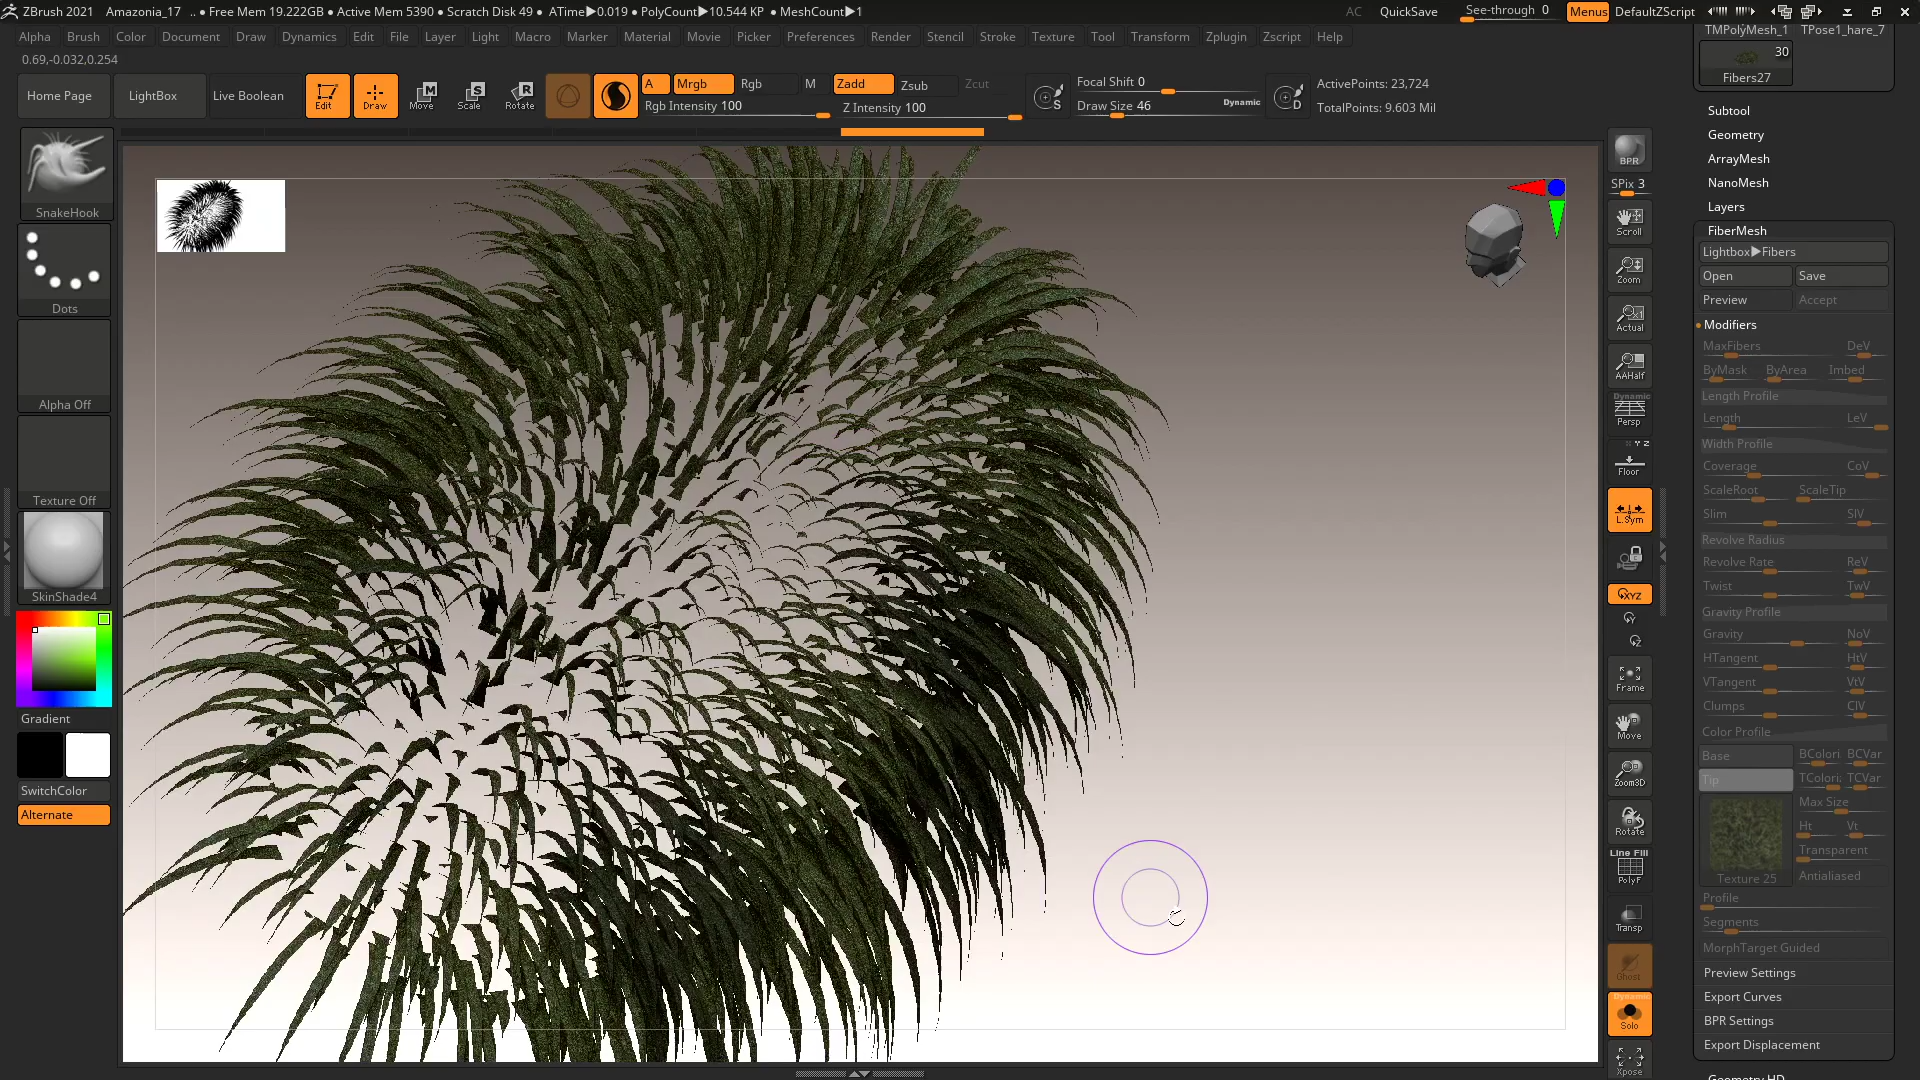 ZBrush 2021 Amazonia_17 .. ● Free Mem 19.222GB ● Active Mem 5390 ● Scratch Disk 49 ● ATime▶0.019 ● PolyCount▶10.544 KP ● MeshCount▶1 AC QuickSave See-through 0 Menus DefaultZScript
Alpha Brush Color Document Draw Dynamics Edit File Layer Light Macro Marker Material Movie Picker Preferences Render Stencil Stroke Texture Tool Transform Zplugin Zscript Help
0.69,-0.032,0.254
Home Page LightBox Live Boolean Edit Draw Move Scale Rotate A Mrgb Rgb M Zadd Zsub Zcut
Rgb Intensity 100 Z Intensity 100
S Focal Shift 0
Draw Size 46 Dynamic D
ActivePoints: 23,724
TotalPoints: 9.603 Mil
SnakeHook
Dots
Alpha Off
Texture Off
SkinShade4
Gradient
SwitchColor
Alternate
BPR
SPix 3
Scroll
Zoom
Actual
AAHalf
Dynamic
Persp
X Y Z
Floor
L.Sym
XYZ
Y
Z
Frame
Move
Zoom3D
Rotate
Line Fill
PolyF
Transp
Ghost
Dynamic
Solo
Xpose
TMPolyMesh_1 TPose1_hare_7
30
Fibers27
Subtool
Geometry
ArrayMesh
NanoMesh
Layers
FiberMesh
Lightbox▶Fibers
Open Save
Preview Accept
Modifiers
MaxFibers DeV
ByMask ByArea Imbed
Length Profile
Length LeV
Width Profile
Coverage CoV
ScaleRoot ScaleTip
Slim SlV
Revolve Radius
Revolve Rate ReV
Twist TwV
Gravity Profile
Gravity NoV
HTangent HtV
VTangent VtV
Clumps ClV
Color Profile
Base BColori BCVar
Tip TColori: TCVar
Max Size
Ht Vt
Transparent
Texture 25 Antialiased
Profile
Segments
MorphTarget Guided
Preview Settings
Export Curves
BPR Settings
Export Displacement
Geometry HD